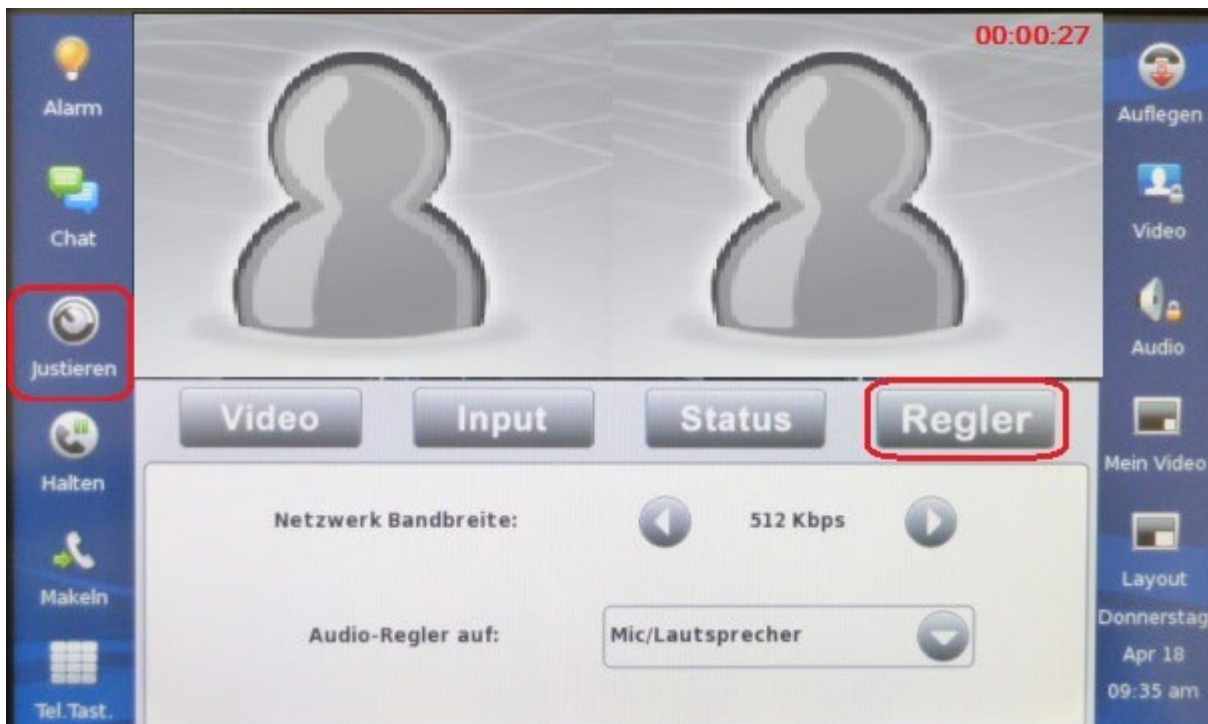 Alarm
Chat
Justieren
Halten
Makeln
Tel.Tast.
00:00:27
Video Input Status Regler
Netzwerk Bandbreite: 512 Kbps
Audio-Regler auf: Mic/Lautsprecher
Auflegen
Video
Audio
Mein Video
Layout
Donnerstag
Apr 18
09:35 am